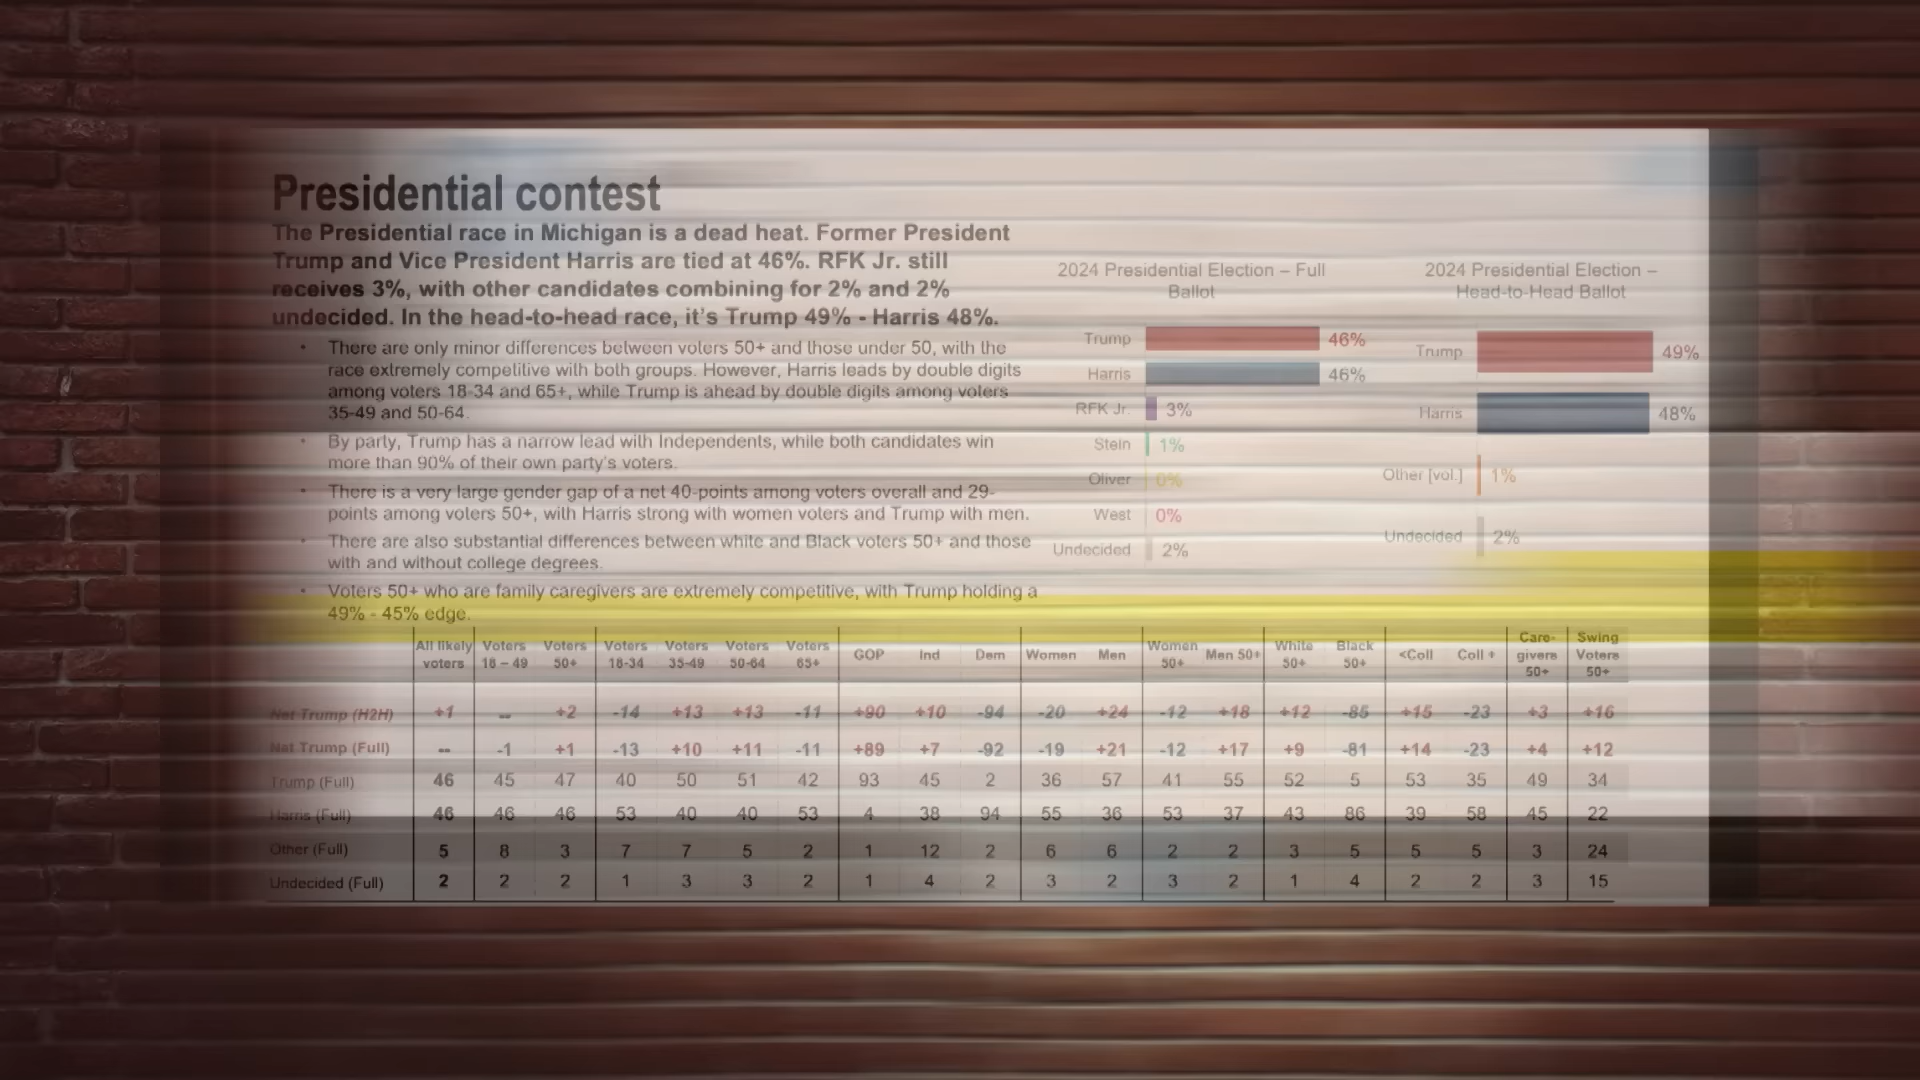 Presidential contest
The Presidential race in Michigan is a dead heat. Former President
Trump and Vice President Harris are tied at 46%. RFK Jr. still
receives 3%, with other candidates combining for 2% and 2%
undecided. In the head-to-head race, it's Trump 49% - Harris 48%.
• There are only minor differences between voters 50+ and those under 50, with the
race extremely competitive with both groups. However, Harris leads by double digits
among voters 18-34 and 65+, while Trump is ahead by double digits among voters
35-49 and 50-64.
• By party, Trump has a narrow lead with Independents, while both candidates win
more than 90% of their own party's voters.
• There is a very large gender gap of a net 40-points among voters overall and 29-
points among voters 50+, with Harris strong with women voters and Trump with men.
• There are also substantial differences between white and Black voters 50+ and those
with and without college degrees.
• Voters 50+ who are family caregivers are extremely competitive, with Trump holding a
49% - 45% edge.
2024 Presidential Election – Full
Ballot
Trump 46%
Harris 46%
RFK Jr. 3%
Stein 1%
Oliver 0%
West 0%
Undecided 2%
2024 Presidential Election –
Head-to-Head Ballot
Trump 49%
Harris 48%
Other [vol.] 1%
Undecided 2%
All likely voters Voters 18 – 49 Voters 50+ Voters 18-34 Voters 35-49 Voters 50-64 Voters 65+ GOP Ind Dem Women Men Women 50+ Men 50+ White 50+ Black 50+ <Coll Coll + Care-givers 50+ Swing Voters 50+
Net Trump (H2H) +1 -- +2 -14 +13 +13 -11 +90 +10 -94 -20 +24 -12 +18 +12 -85 +15 -23 +3 +16
Net Trump (Full) -- -1 +1 -13 +10 +11 -11 +89 +7 -92 -19 +21 -12 +17 +9 -81 +14 -23 +4 +12
Trump (Full) 46 45 47 40 50 51 42 93 45 2 36 57 41 55 52 5 53 35 49 34
Harris (Full) 46 46 46 53 40 40 53 4 38 94 55 36 53 37 43 86 39 58 45 22
Other (Full) 5 8 3 7 7 5 2 1 12 2 6 6 2 2 3 5 5 5 3 24
Undecided (Full) 2 2 2 1 3 3 2 1 4 2 3 2 3 2 1 4 2 2 3 15